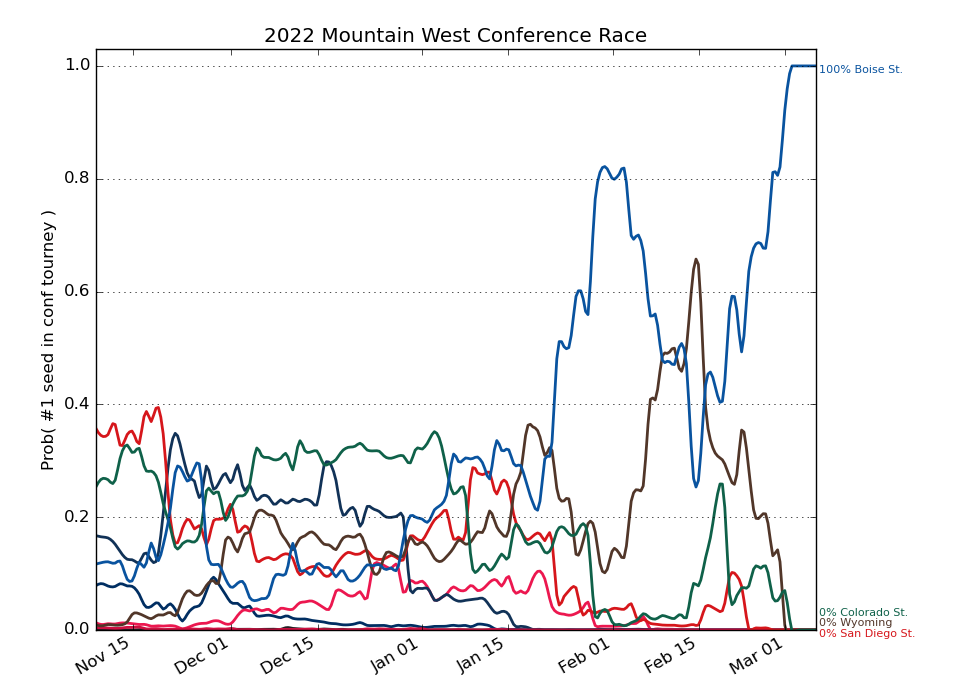 2022 Mountain West Conference Race
Prob( #1 seed in conf tourney )
1.0
0.8
0.6
0.4
0.2
0.0
100% Boise St.
0% Colorado St.
0% Wyoming
0% San Diego St.
Nov 15
Dec 01
Dec 15
Jan 01
Jan 15
Feb 01
Feb 15
Mar 01